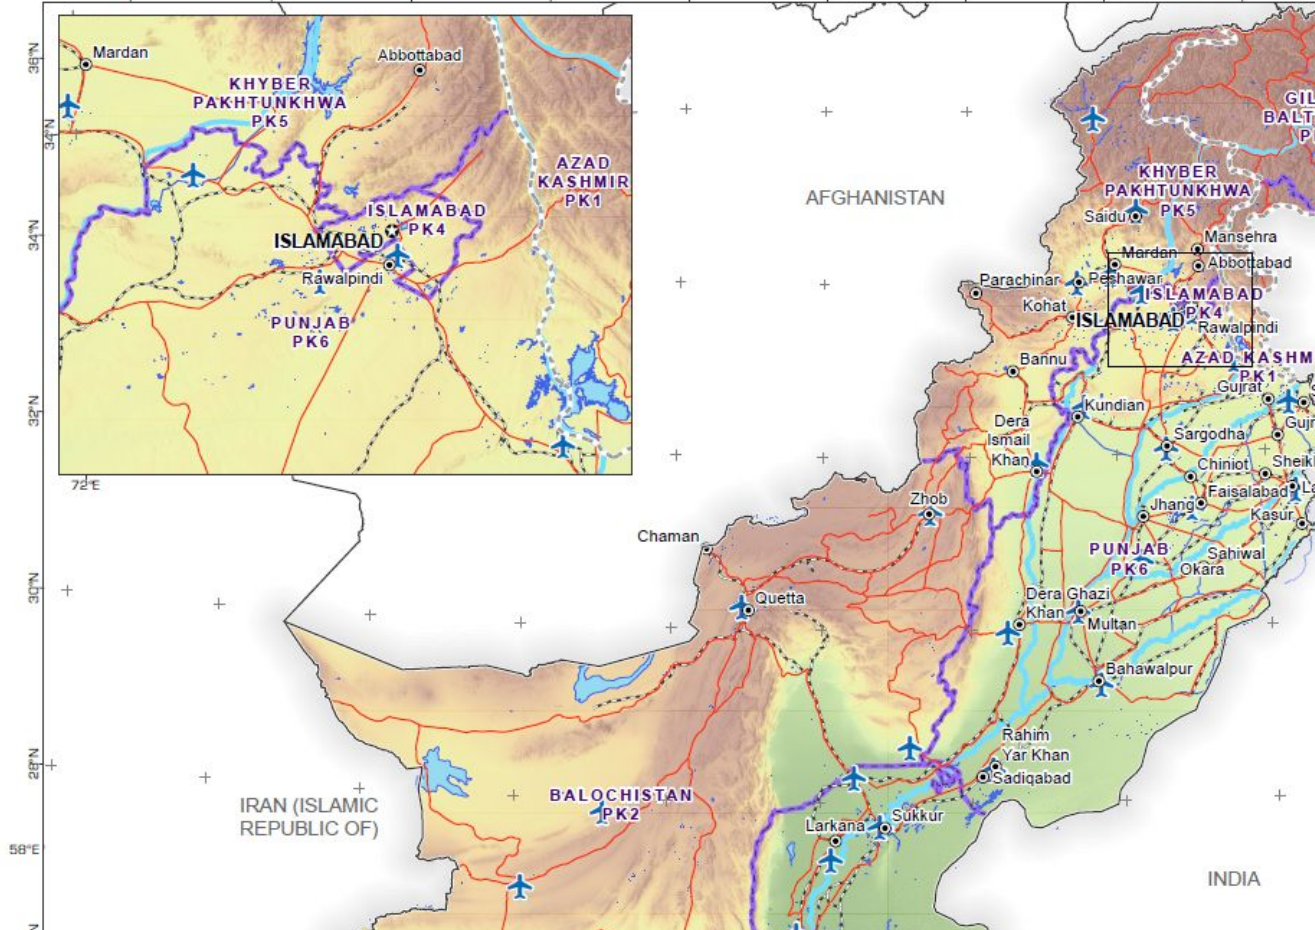 36°N
34°N
34°N
32°N
30°N
28°N
58°E
72°E
Mardan
Abbottabad
KHYBER
PAKHTUNKHWA
PK5
AZAD
KASHMIR
PK1
ISLAMABAD
PK4
ISLAMABAD
Rawalpindi
PUNJAB
PK6
AFGHANISTAN
KHYBER
PAKHTUNKHWA
PK5
Saidu
Mansehra
Mardan
Abbottabad
Parachinar
Peshawar
ISLAMABAD
PK4
Kohat
ISLAMABAD
Rawalpindi
Bannu
AZAD KASHM
PK1
Gujrat
Kundian
Dera
Ismail
Khan
Sargodha
Chiniot
Zhob
Faisalabad
Jhang
Kasur
Chaman
PUNJAB
PK6
Sahiwal
Okara
Quetta
Dera Ghazi
Khan
Multan
Bahawalpur
Rahim
Yar Khan
Sadiqabad
IRAN (ISLAMIC
REPUBLIC OF)
BALOCHISTAN
PK2
Larkana
Sukkur
INDIA